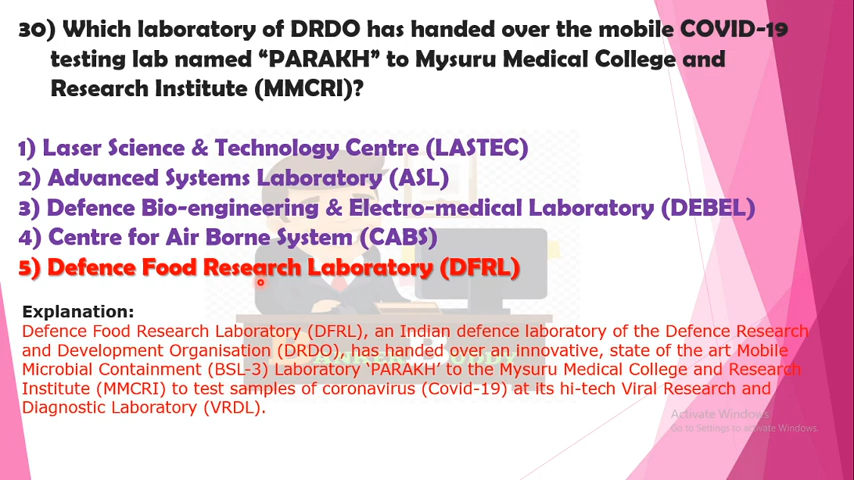 30) Which laboratory of DRDO has handed over the mobile COVID-19
testing lab named “PARAKH” to Mysuru Medical College and
Research Institute (MMCRI)?
1) Laser Science & Technology Centre (LASTEC)
2) Advanced Systems Laboratory (ASL)
3) Defence Bio-engineering & Electro-medical Laboratory (DEBEL)
4) Centre for Air Borne System (CABS)
5) Defence Food Research Laboratory (DFRL)
Explanation:
Defence Food Research Laboratory (DFRL), an Indian defence laboratory of the Defence Research
and Development Organisation (DRDO), has handed over an innovative, state of the art Mobile
Microbial Containment (BSL-3) Laboratory ‘PARAKH’ to the Mysuru Medical College and Research
Institute (MMCRI) to test samples of coronavirus (Covid-19) at its hi-tech Viral Research and
Diagnostic Laboratory (VRDL).
Activate Windows
Go to Settings to activate Windows.